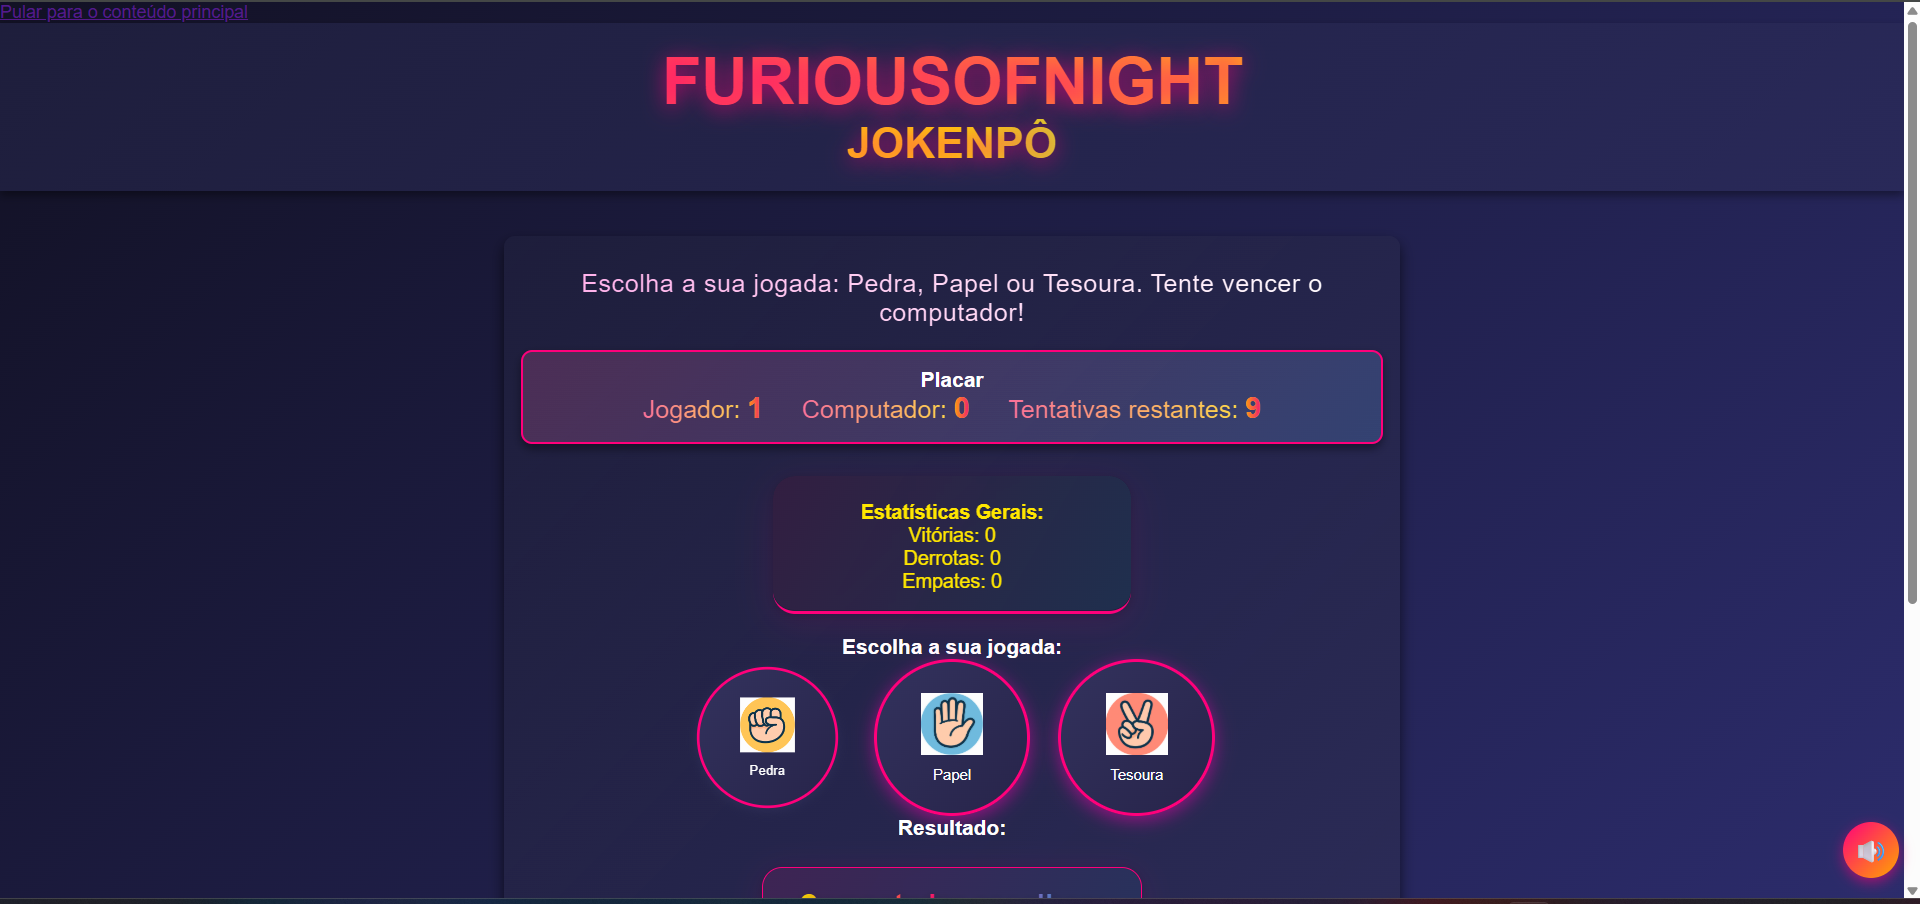 Pular para o conteúdo principal
FURIOUSOFNIGHT
JOKENPÔ
Escolha a sua jogada: Pedra, Papel ou Tesoura. Tente vencer o
computador!
Placar
Jogador: 1 Computador: 0 Tentativas restantes: 9
Estatísticas Gerais:
Vitórias: 0
Derrotas: 0
Empates: 0
Escolha a sua jogada:
Pedra Papel Tesoura
Resultado: